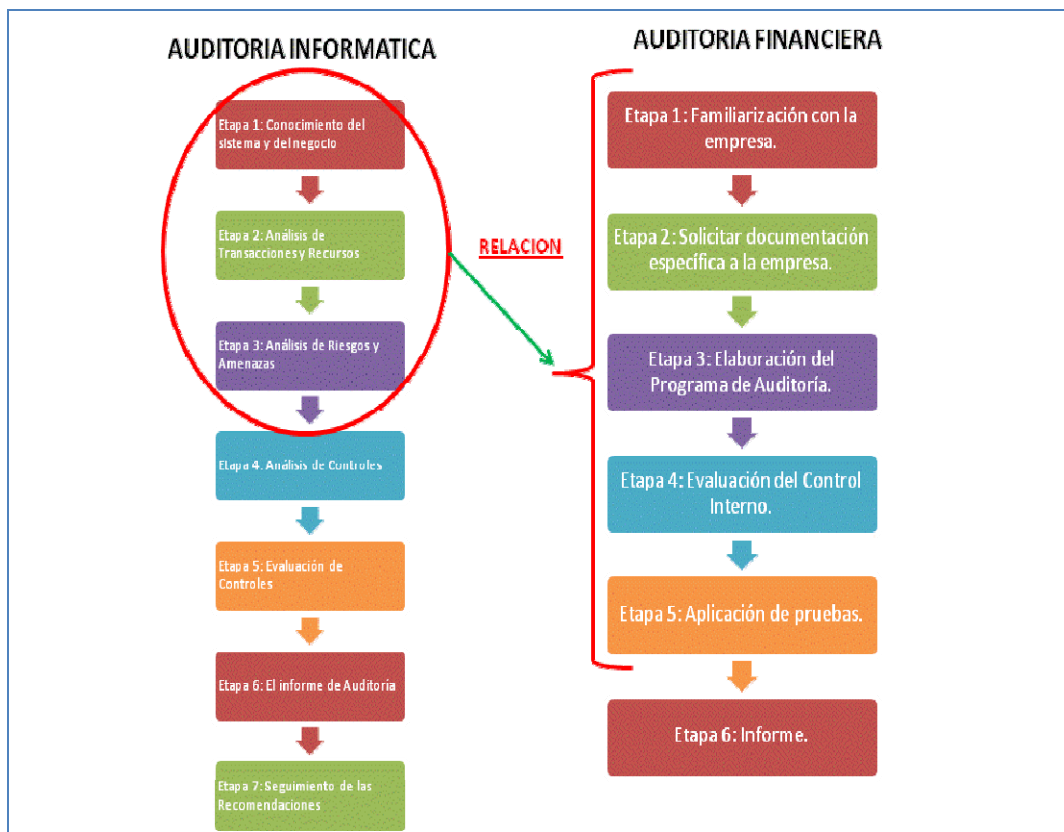 AUDITORIA INFORMATICA
Etapa 1: Conocimiento del
sistema y del negocio
Etapa 2: Análisis de
Transacciones y Recursos
Etapa 3: Análisis de Riesgos y
Amenazas
Etapa 4. Análisis de Controles
Etapa 5: Evaluación de
Controles
Etapa 6: El informe de Auditoría
Etapa 7: Seguimiento de las
Recomendaciones
RELACION
AUDITORIA FINANCIERA
Etapa 1: Familiarización con la
empresa.
Etapa 2: Solicitar documentación
específica a la empresa.
Etapa 3: Elaboración del
Programa de Auditoría.
Etapa 4: Evaluación del Control
Interno.
Etapa 5: Aplicación de pruebas.
Etapa 6: Informe.